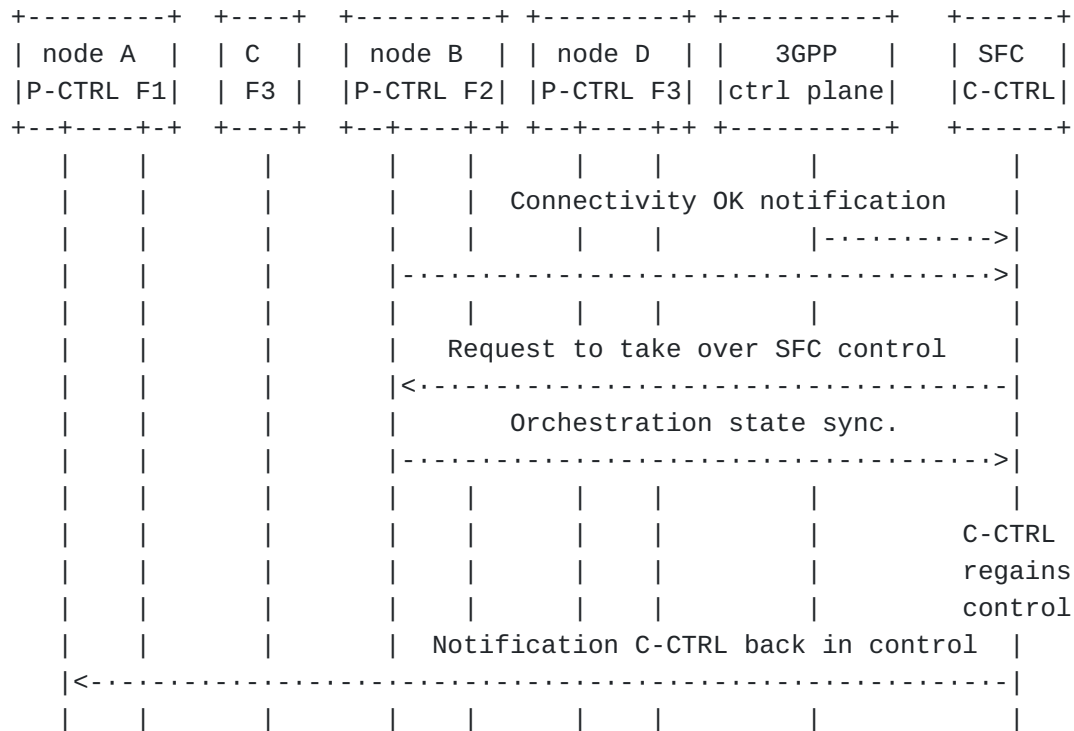 +---------+  +----+  +---------+ +---------+ +----------+   +------+
| node A  |  | C  |  | node B  | | node D  | |   3GPP   |   | SFC  |
|P-CTRL F1|  | F3 |  |P-CTRL F2| |P-CTRL F3| |ctrl plane|   |C-CTRL|
+--+----+-+  +----+  +--+----+-+ +--+----+-+ +----------+   +------+
   |    |       |       |    |      |    |         |            |
   |    |       |       |    |  Connectivity OK notification    |
   |    |       |       |    |      |    |         |-·-·-·-·-·->|
   |    |       |       |-·-·-·-·-·-·-·-·-·-·-·-·-·-·-·-·-·-·-·>|
   |    |       |       |    |      |    |         |            |
   |    |       |       |   Request to take over SFC control    |
   |    |       |       |<·-·-·-·-·-·-·-·-·-·-·-·-·-·-·-·-·-·-·-|
   |    |       |       |       Orchestration state sync.       |
   |    |       |       |-·-·-·-·-·-·-·-·-·-·-·-·-·-·-·-·-·-·-·>|
   |    |       |       |    |      |    |         |            |
   |    |       |       |    |      |    |         |         C-CTRL
   |    |       |       |    |      |    |         |         regains
   |    |       |       |    |      |    |         |         control
   |    |       |       |  Notification C-CTRL back in control  |
   |<-·-·-·-·-·-·-·-·-·-·-·-·-·-·-·-·-·-·-·-·-·-·-·-·-·-·-·-·-·-|
   |    |       |       |    |      |    |         |            |